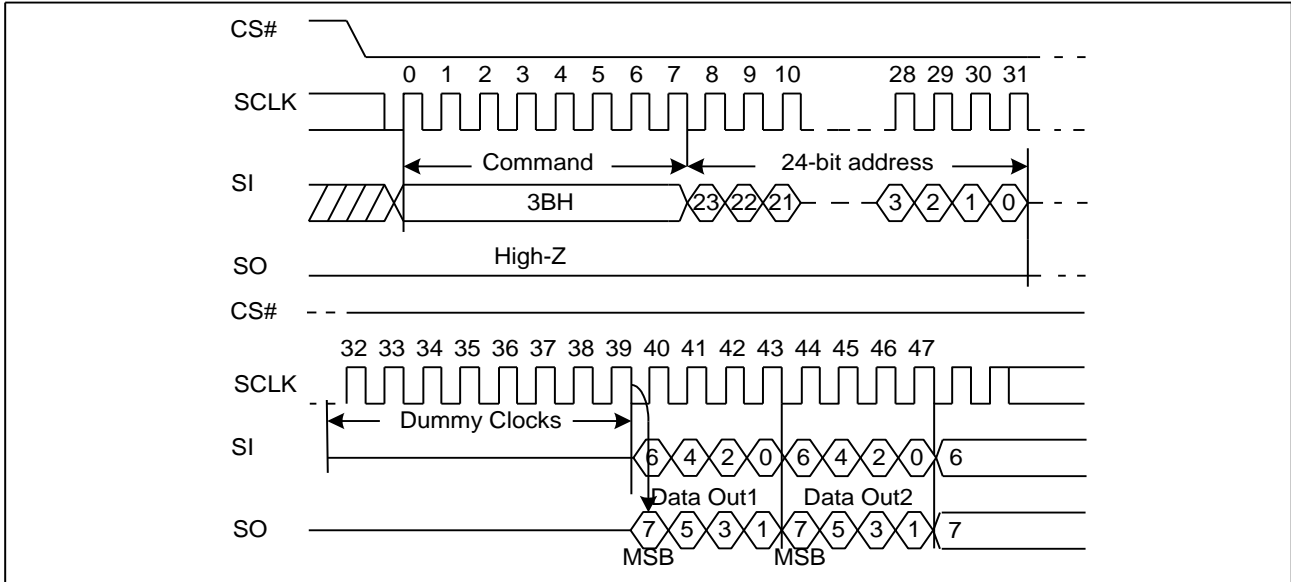 CS#
0 1 2 3 4 5 6 7 8 9 10 28 29 30 31
SCLK
Command 24-bit address
SI
3BH 23 22 21 3 2 1 0
High-Z
SO
CS#
32 33 34 35 36 37 38 39 40 41 42 43 44 45 46 47
SCLK
Dummy Clocks
SI
6 4 2 0 6 4 2 0 6
Data Out1 Data Out2
SO
7 5 3 1 7 5 3 1 7
MSB MSB